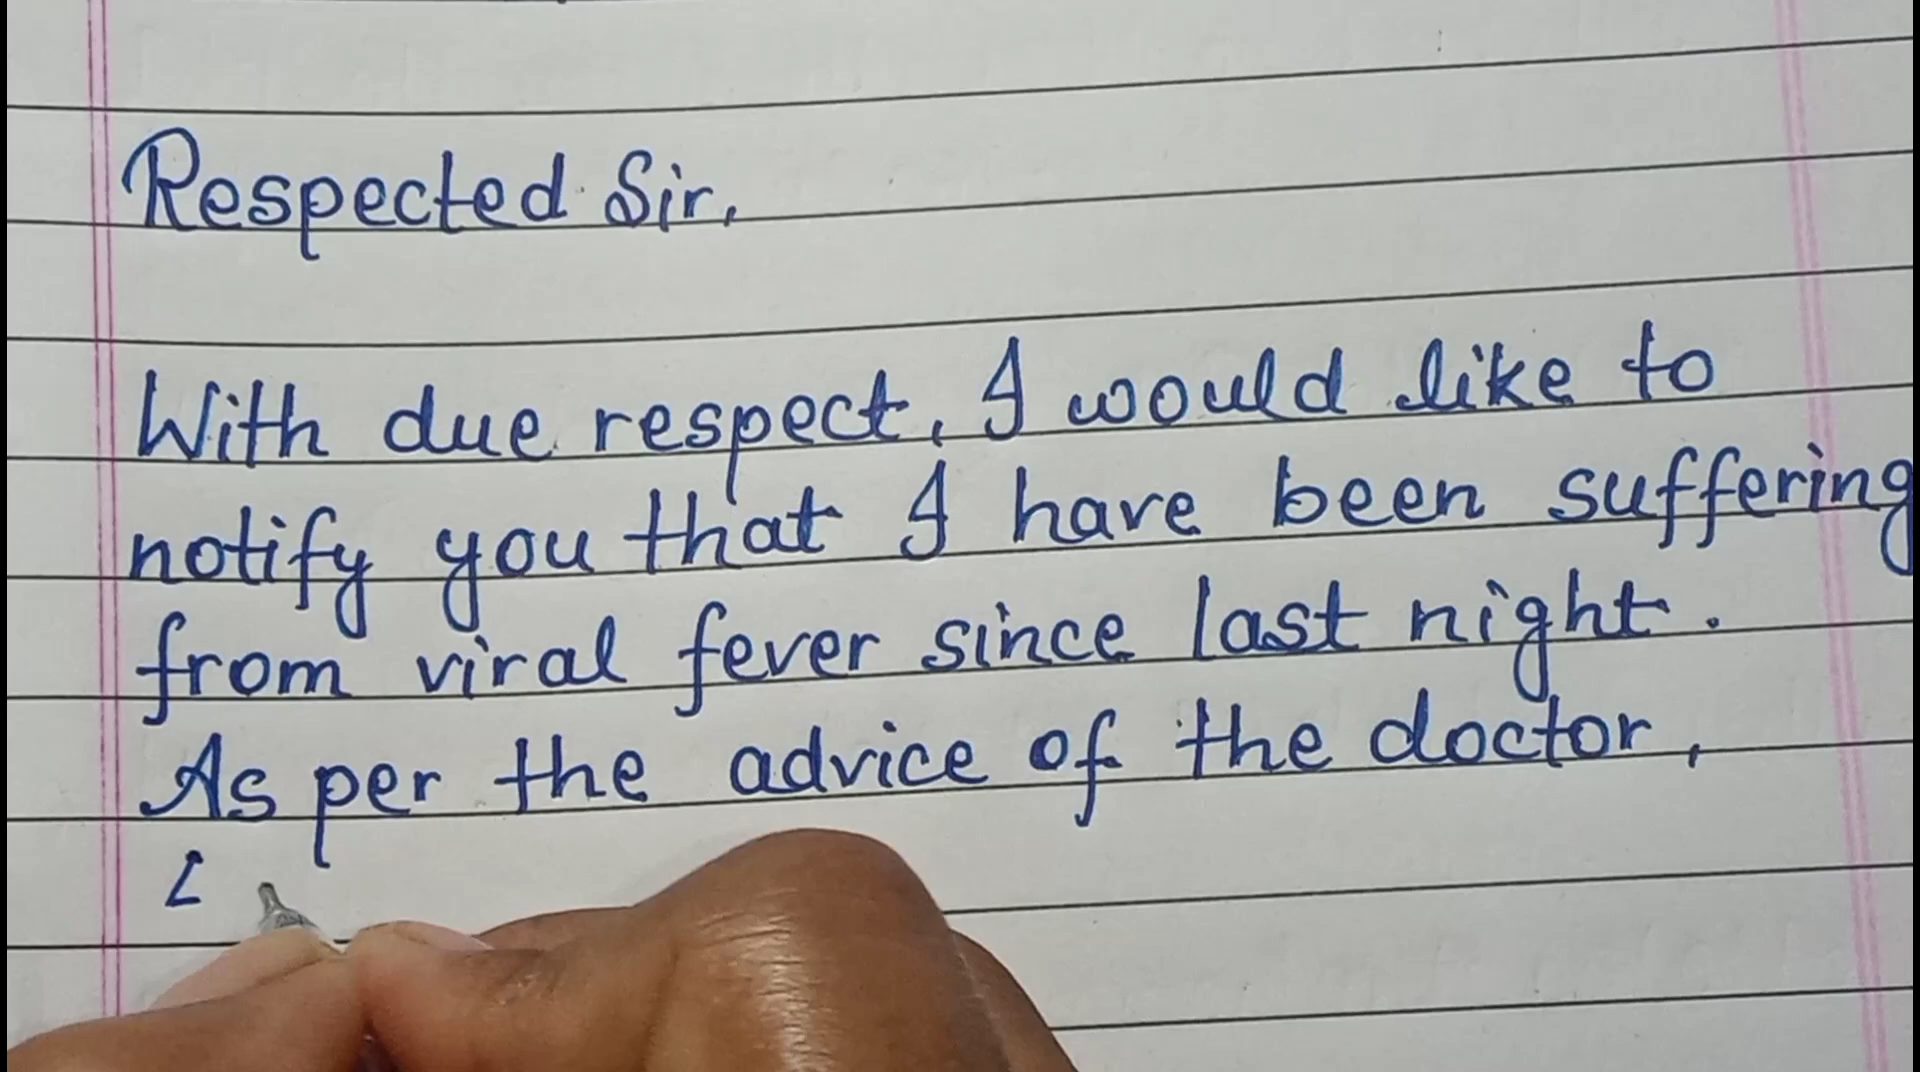 Respected Sir,
With due respect, I would like to
notify you that I have been suffering
from viral fever since last night.
As per the advice of the doctor,